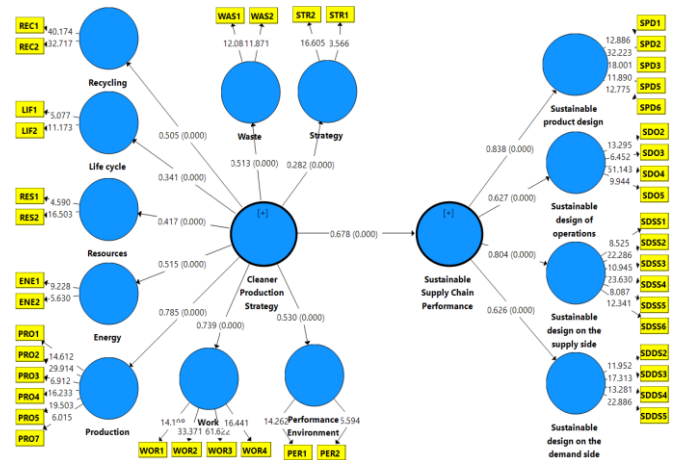 REC1
40.174
REC2
32.717
Recycling
WAS1
WAS2
12.081
11.871
Waste
STR2
STR1
16.605
3.566
Strategy
LIF1
5.077
LIF2
11.173
Life cycle
RES1
4.590
RES2
16.503
Resources
ENE1
9.228
ENE2
5.630
Energy
PRO1
14.612
PRO2
29.914
PRO3
6.912
PRO4
16.233
PRO5
19.503
PRO7
6.015
Production
0.505 (0.000)
0.513 (0.000)
0.282 (0.000)
0.341 (0.000)
0.417 (0.000)
0.515 (0.000)
0.785 (0.000)
0.739 (0.000)
0.530 (0.000)
[+]
Cleaner
Production
Strategy
0.678 (0.000)
[+]
Sustainable
Supply Chain
Performance
Work
33.371
16.441
WOR1
WOR2
WOR3
WOR4
Performance
Environment
14.262
5.594
PER1
PER2
0.838 (0.000)
0.627 (0.000)
0.804 (0.000)
0.626 (0.000)
SPD1
12.886
SPD2
32.223
SPD3
18.001
SPD5
11.890
SPD6
12.775
Sustainable
product design
SDO2
13.295
SDO3
6.452
SDO4
51.143
SDO5
9.944
Sustainable
design of
operations
SDSS1
8.525
SDSS2
22.286
SDSS3
10.945
SDSS4
23.630
SDSS5
8.087
SDSS6
12.341
Sustainable
design on the
supply side
SDDS2
11.952
SDDS3
17.313
SDDS4
13.281
SDDS5
22.886
Sustainable
design on the
demand side